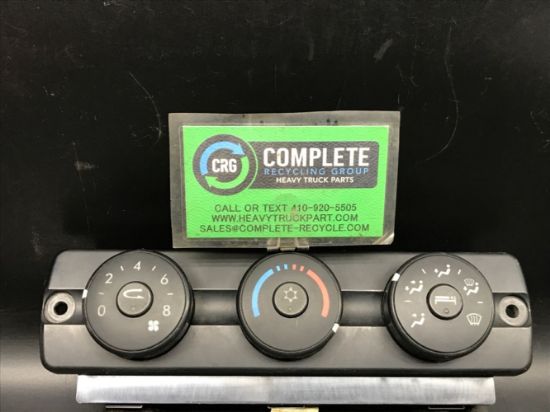 CRG
COMPLETE
RECYCLING GROUP
HEAVY TRUCK PARTS
CALL OR TEXT 410-920-5505
WWW.HEAVYTRUCKPART.COM
SALES@COMPLETE-RECYCLE.COM
0 2 4 6 8